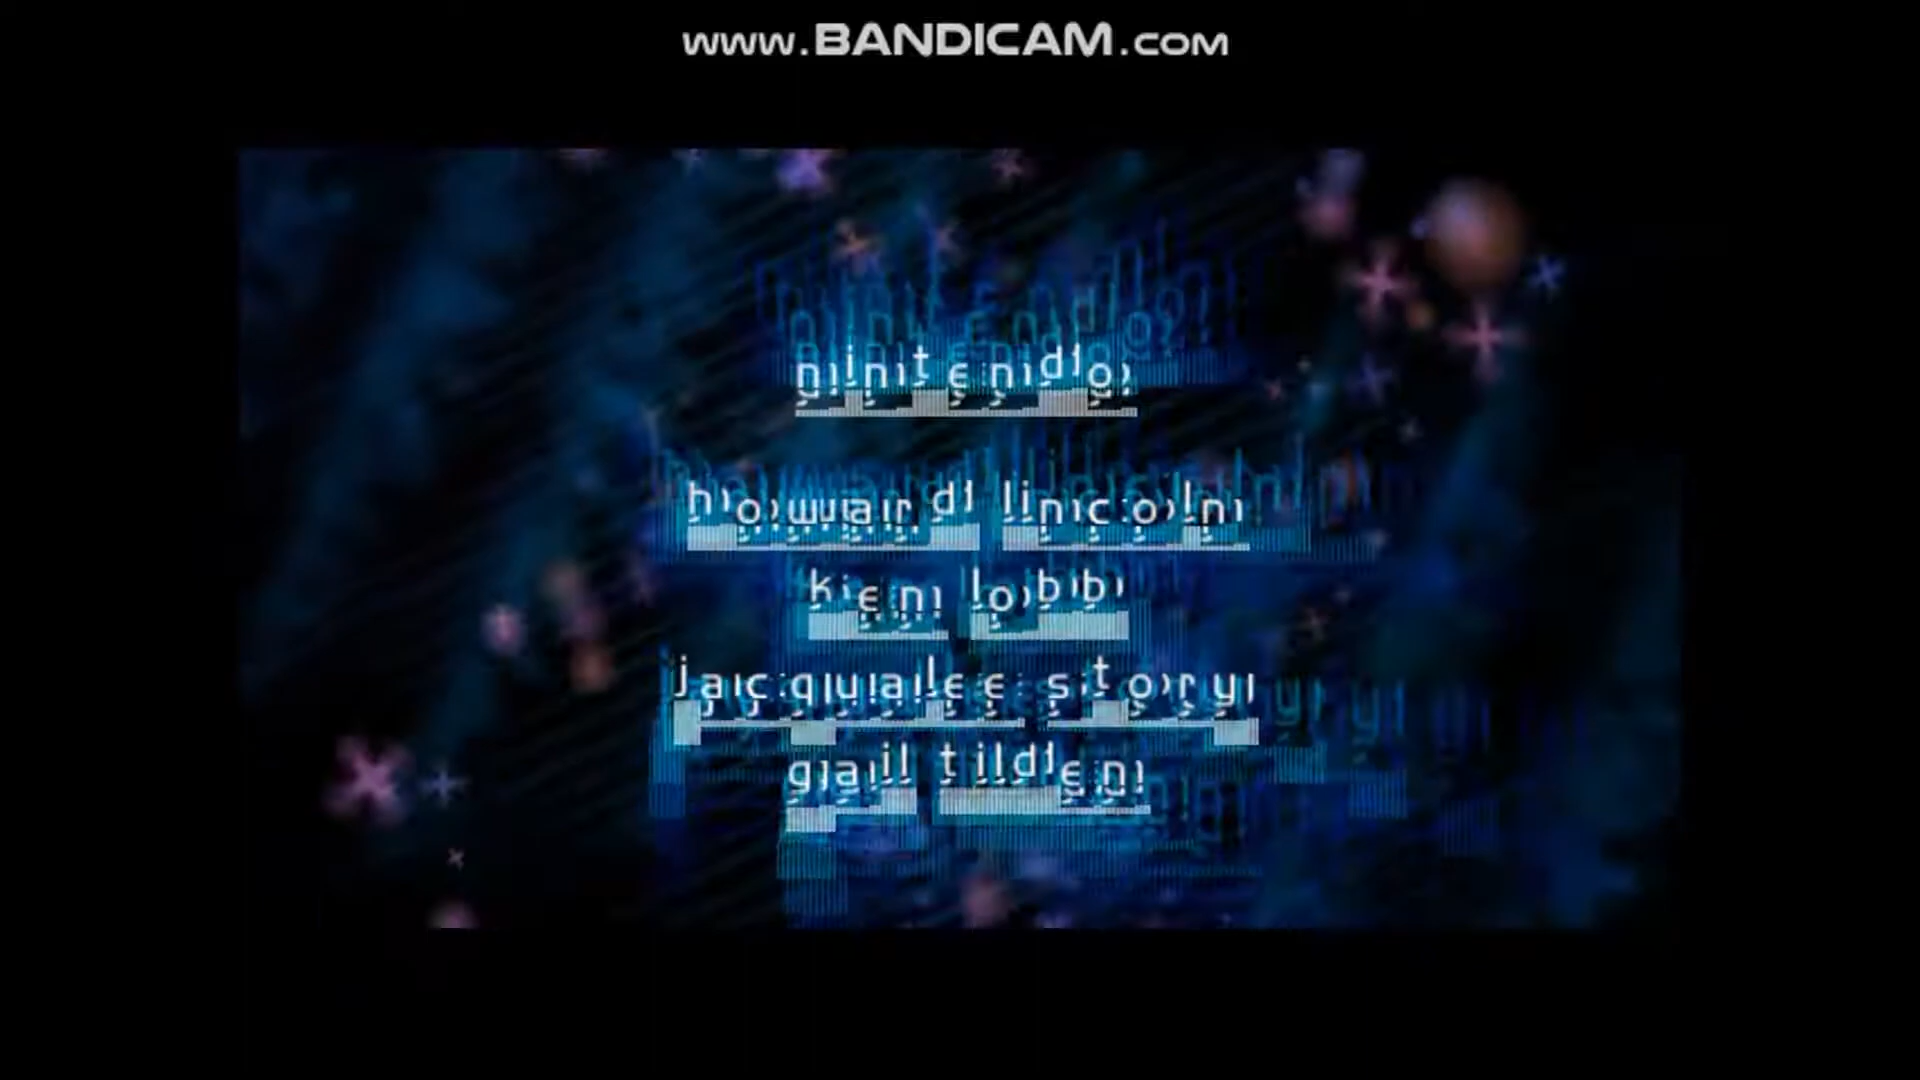 www.BANDICAM.com
nintendo
howard lincoln
ken lobb
jacqualee story
gail tilden